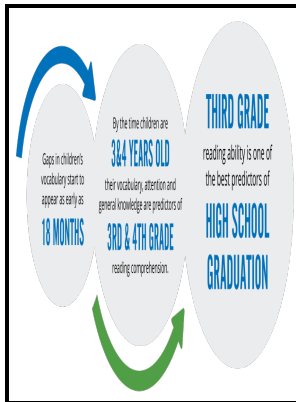 Gaps in children's
vocabulary start to
appear as early as
18 MONTHS
By the time children are
3&4 YEARS OLD
their vocabulary, attention and
general knowledge are predictors of
3RD & 4TH GRADE
reading comprehension.
THIRD GRADE
reading ability is one of
the best predictors of
HIGH SCHOOL
GRADUATION